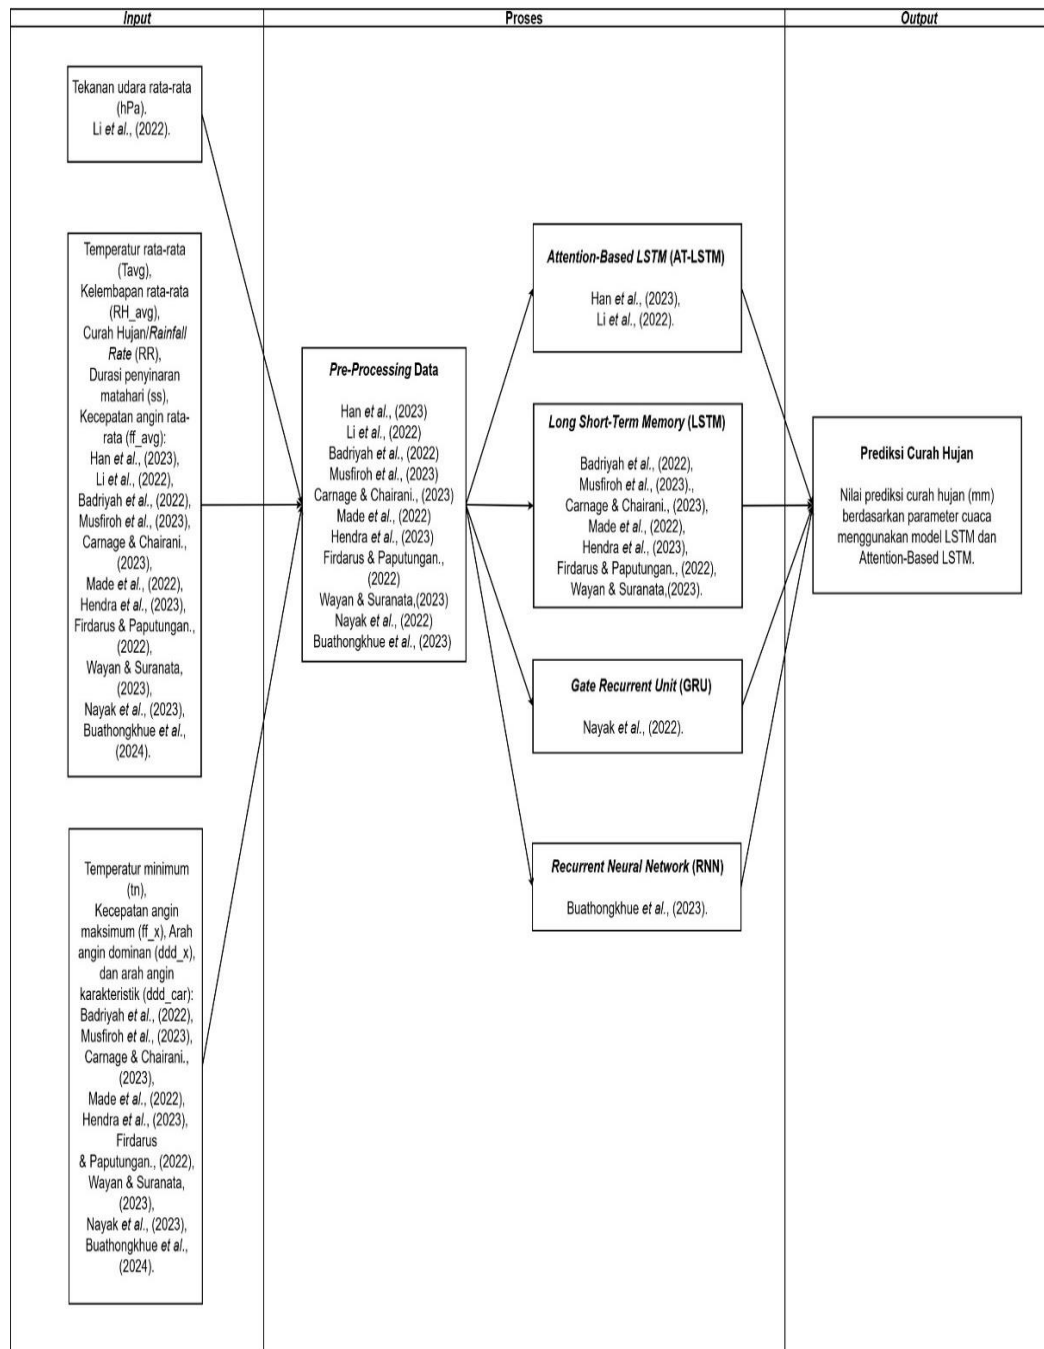 Input
Proses
Output
Tekanan udara rata-rata
(hPa).
Li et al., (2022).
Temperatur rata-rata
(Tavg),
Kelembapan rata-rata
(RH_avg),
Curah Hujan/Rainfall
Rate (RR),
Durasi penyinaran
matahari (ss),
Kecepatan angin rata-
rata (ff_avg):
Han et al., (2023),
Li et al., (2022),
Badriyah et al., (2022),
Musfiroh et al., (2023),
Carnage & Chairani.,
(2023),
Made et al., (2022),
Hendra et al., (2023),
Firdarus & Paputungan.,
(2022),
Wayan & Suranata,
(2023),
Nayak et al., (2023),
Buathongkhue et al.,
(2024).
Temperatur minimum
(tn),
Kecepatan angin
maksimum (ff_x), Arah
angin dominan (ddd_x),
dan arah angin
karakteristik (ddd_car):
Badriyah et al., (2022),
Musfiroh et al., (2023),
Carnage & Chairani.,
(2023),
Made et al., (2022),
Hendra et al., (2023),
Firdarus
& Paputungan., (2022),
Wayan & Suranata,
(2023),
Nayak et al., (2023),
Buathongkhue et al.,
(2024).
Pre-Processing Data
Han et al., (2023)
Li et al., (2022)
Badriyah et al., (2022)
Musfiroh et al., (2023)
Carnage & Chairani., (2023)
Made et al., (2022)
Hendra et al., (2023)
Firdarus & Paputungan.,
(2022)
Wayan & Suranata,(2023)
Nayak et al., (2022)
Buathongkhue et al., (2023)
Attention-Based LSTM (AT-LSTM)
Han et al., (2023),
Li et al., (2022).
Long Short-Term Memory (LSTM)
Badriyah et al., (2022),
Musfiroh et al., (2023).,
Carnage & Chairani., (2023),
Made et al., (2022),
Hendra et al., (2023),
Firdarus & Paputungan., (2022),
Wayan & Suranata,(2023).
Gate Recurrent Unit (GRU)
Nayak et al., (2022).
Recurrent Neural Network (RNN)
Buathongkhue et al., (2023).
Prediksi Curah Hujan
Nilai prediksi curah hujan (mm)
berdasarkan parameter cuaca
menggunakan model LSTM dan
Attention-Based LSTM.